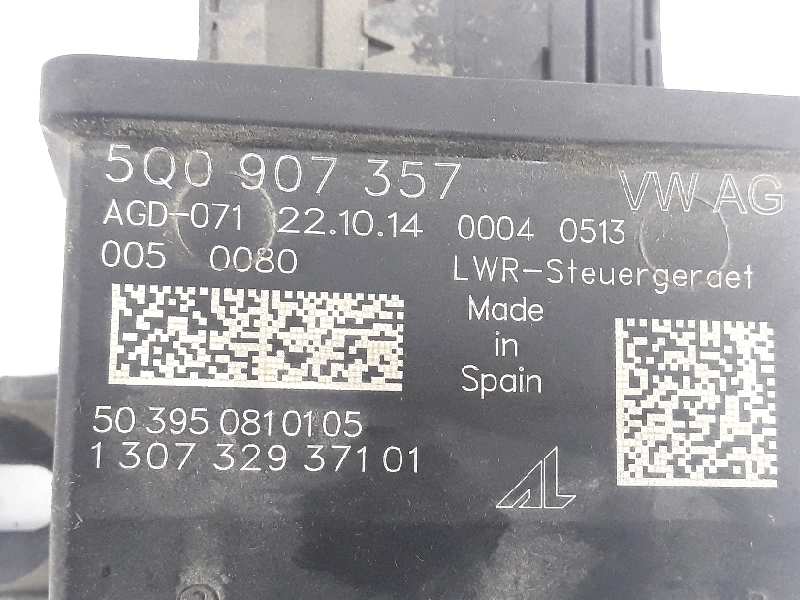 5Q0 907 357 VW AG
AGD-071 22.10.14 0004 0513
005 0080 LWR-Steuergeraet
Made
in
Spain
50 395 0810105
1 307 329 371 01
AL